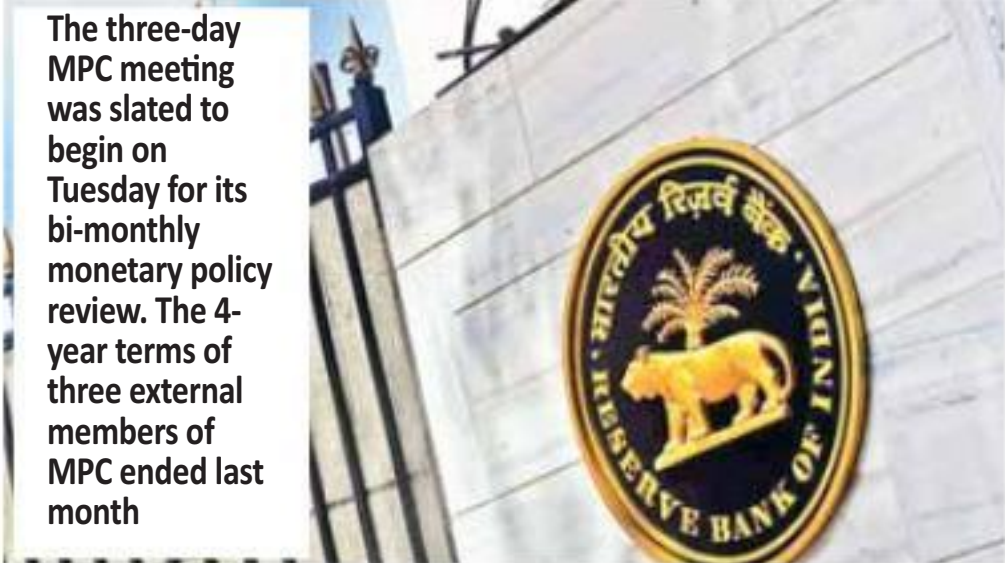 The three-day
MPC meeting
was slated to
begin on
Tuesday for its
bi-monthly
monetary policy
review. The 4-
year terms of
three external
members of
MPC ended last
month
भारतीय रिज़र्व बैंक
RESERVE BANK OF INDIA